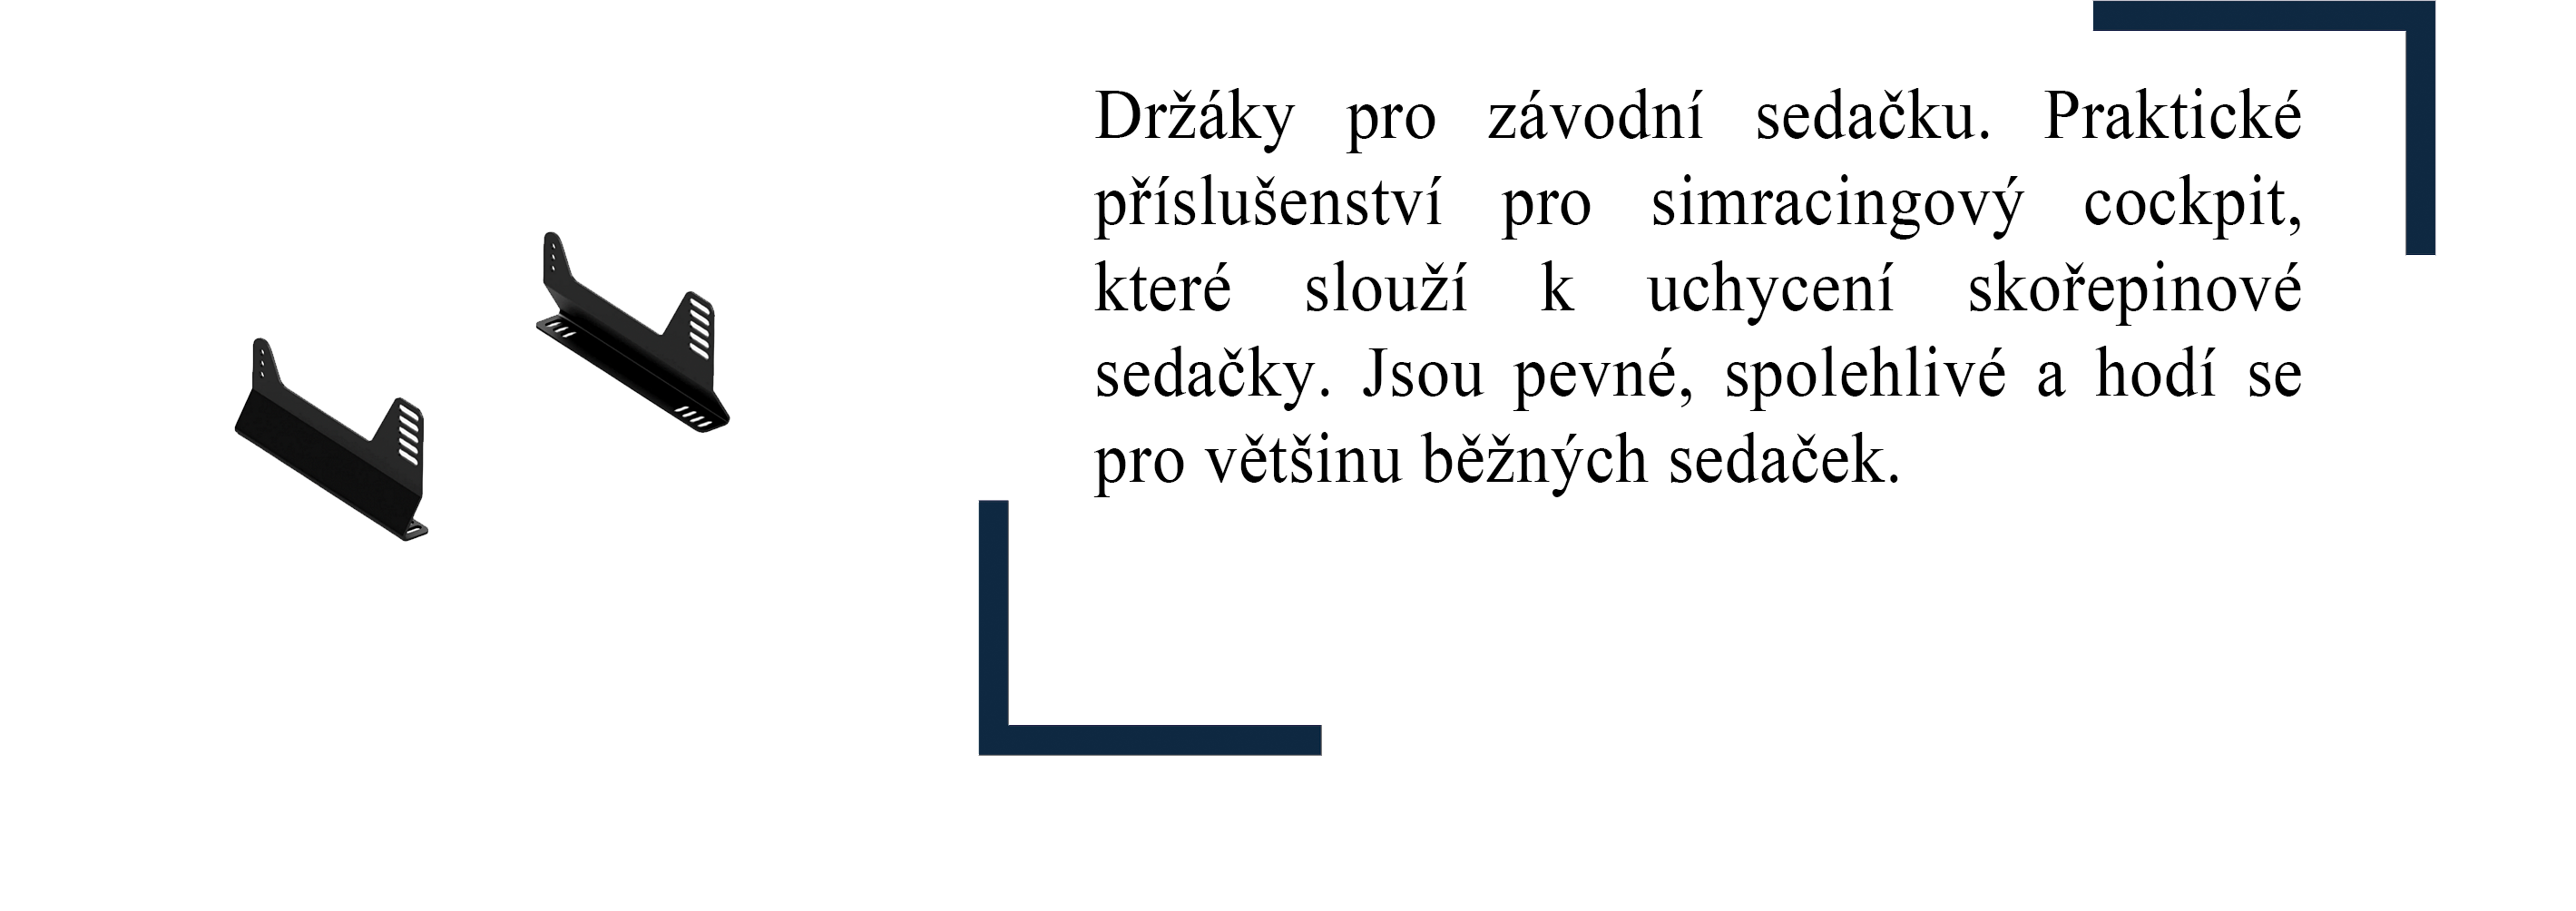 Držáky pro závodní sedačku. Praktické
příslušenství pro simracingový cockpit,
které slouží k uchycení skořepinové
sedačky. Jsou pevné, spolehlivé a hodí se
pro většinu běžných sedaček.